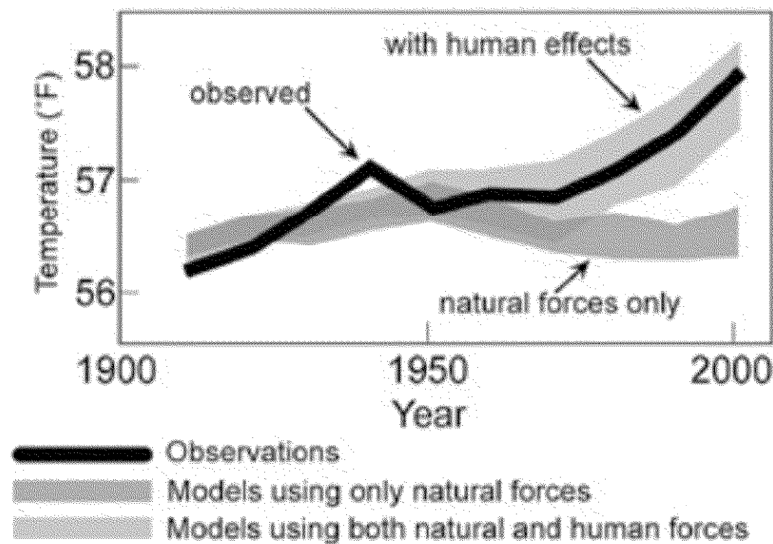 with human effects
58
observed
57
Temperature (°F)
56
natural forces only
1900
1950
2000
Year
Observations
Models using only natural forces
Models using both natural and human forces